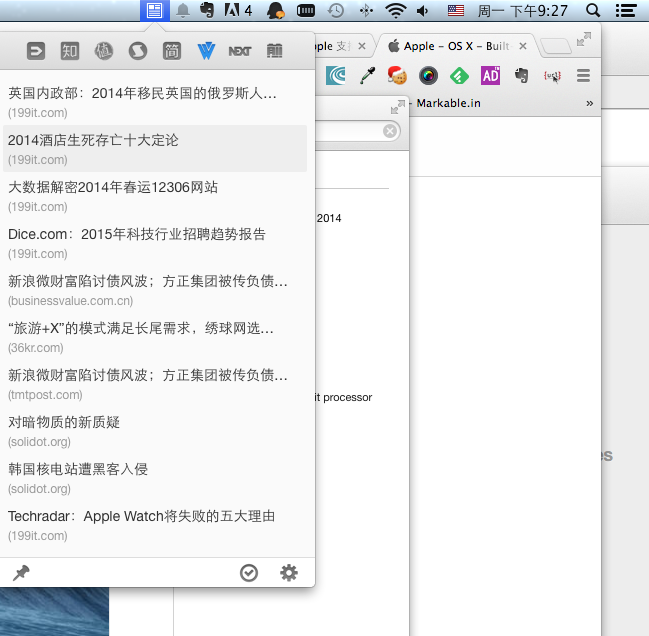 4 周一 下午9:27
知 值 S 简 W NEXT
ple 支 Apple – OS X – Built
AD
- Markable.in »
英国内政部：2014年移民英国的俄罗斯人…
(199it.com)
2014酒店生死存亡十大定论
(199it.com)
大数据解密2014年春运12306网站
(199it.com)
2014
Dice.com：2015年科技行业招聘趋势报告
(199it.com)
新浪微财富陷讨债风波；方正集团被传负债…
(businessvalue.com.cn)
“旅游+X”的模式满足长尾需求，绣球网选…
(36kr.com)
新浪微财富陷讨债风波；方正集团被传负债…
(tmtpost.com)
it processor
对暗物质的新质疑
(solidot.org)
es
韩国核电站遭黑客入侵
(solidot.org)
Techradar：Apple Watch将失败的五大理由
(199it.com)